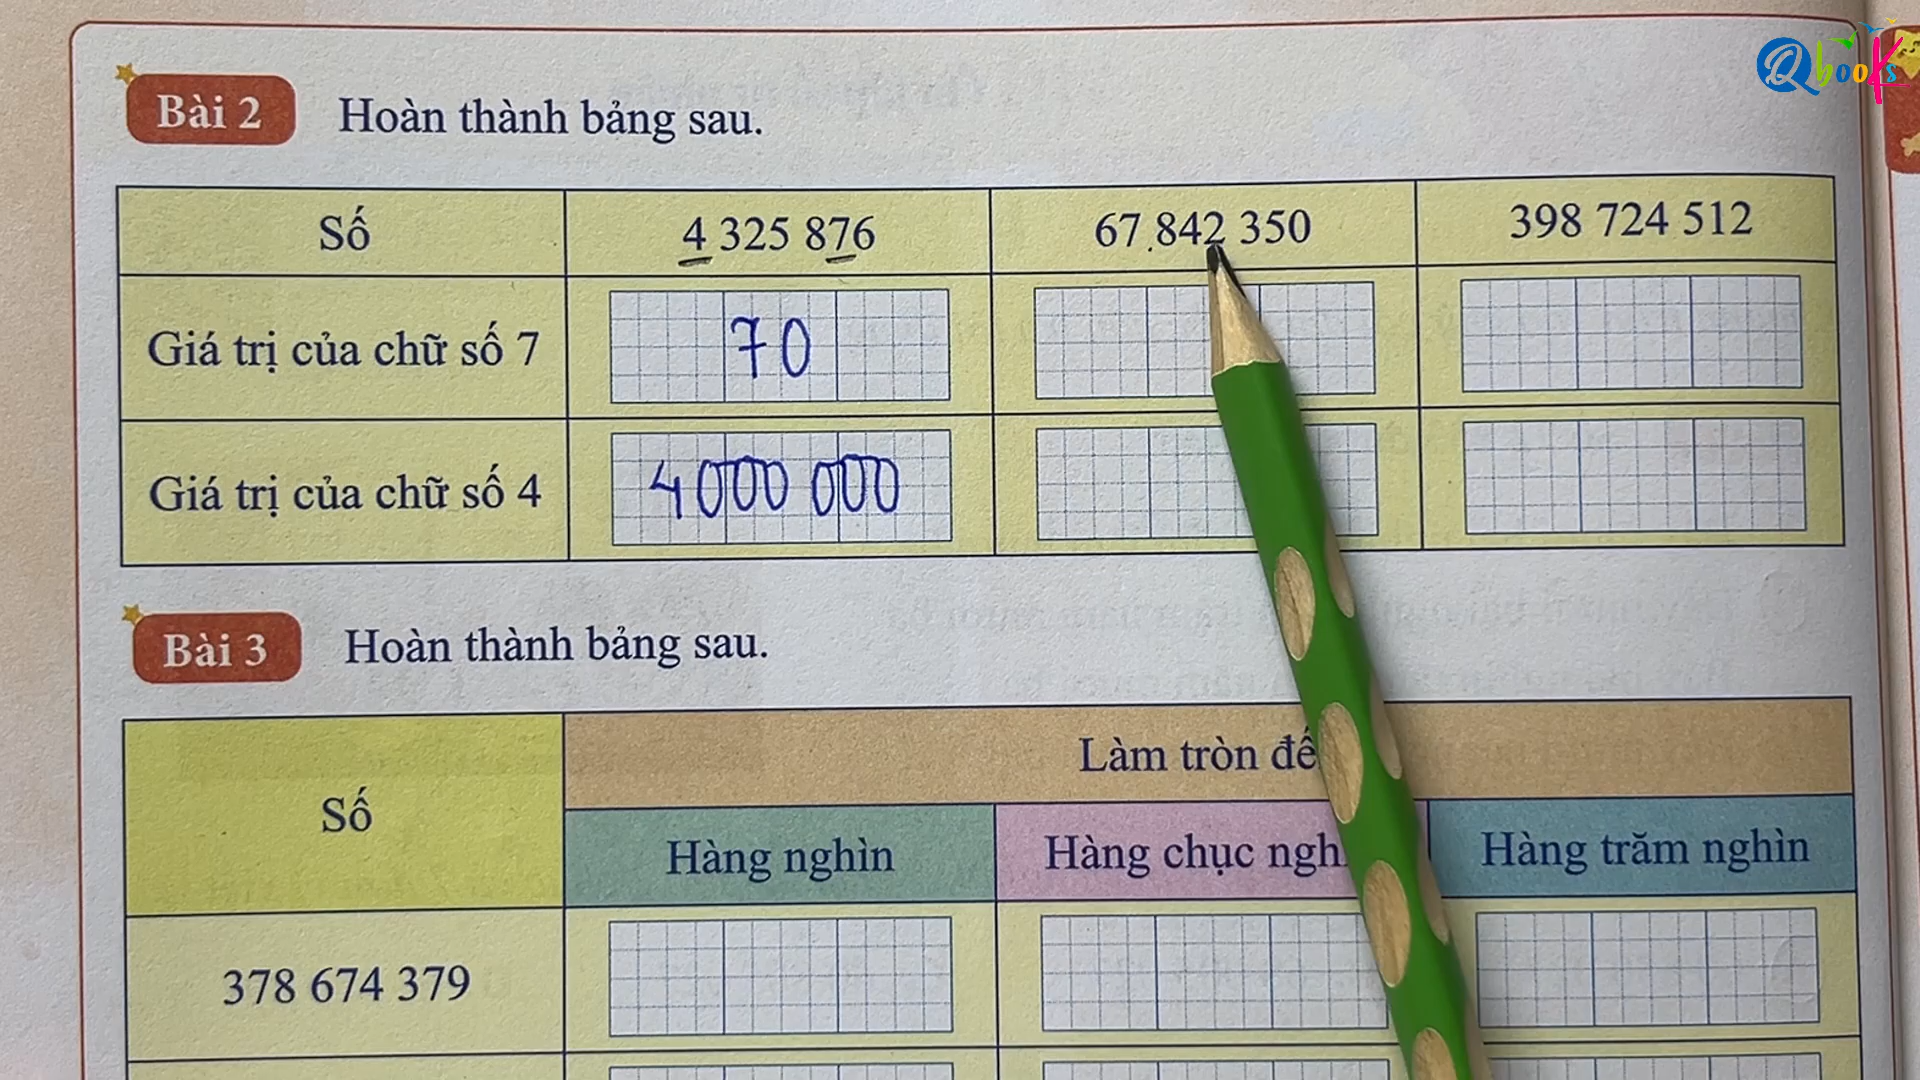 Qbooks
Bài 2 Hoàn thành bảng sau.
Số 4 325 876 67 842 350 398 724 512
Giá trị của chữ số 7 70
Giá trị của chữ số 4 4000 000
Bài 3 Hoàn thành bảng sau.
Số Làm tròn đế
Hàng nghìn Hàng chục ngh Hàng trăm nghìn
378 674 379